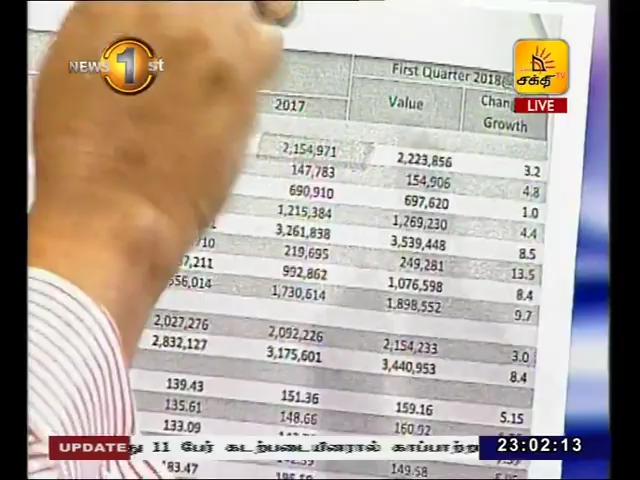 NEWS 1st
சக்தி TV
LIVE
First Quarter 2018
2017 Value
Growth
2,154,971 2,223,856 3.2
147,783 154,906 4.8
690,910 697,620 1.0
1,215,384 1,269,230 4.4
3,261,838 3,539,448 8.5
219,695 249,281 13.5
992,862 1,076,598 8.4
1,730,614 1,898,552 9.7
2,027,276 2,092,226 2,154,233 3.0
2,832,127 3,175,601 3,440,953 8.4
139.43 151.36 159.16 5.15
135.61 148.66 160.92
133.09
83.47 149.58
UPDATE 11 பேர் கடற்படையினரால் காப்பாற்ற 23:02:13